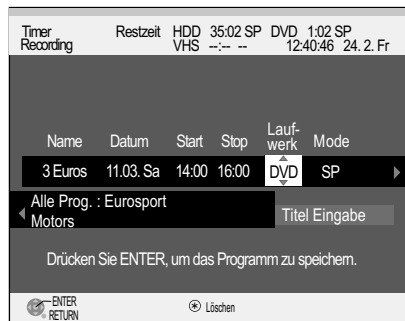 Timer Recording Restzeit HDD 35:02 SP DVD 1:02 SP
VHS --:-- -- 12:40:46 24. 2. Fr
Name Datum Start Stop Lauf-werk Mode
3 Euros 11.03. Sa 14:00 16:00 DVD SP
Alle Prog. : Eurosport
Motors
Titel Eingabe
Drücken Sie ENTER, um das Programm zu speichern.
ENTER
RETURN
Löschen